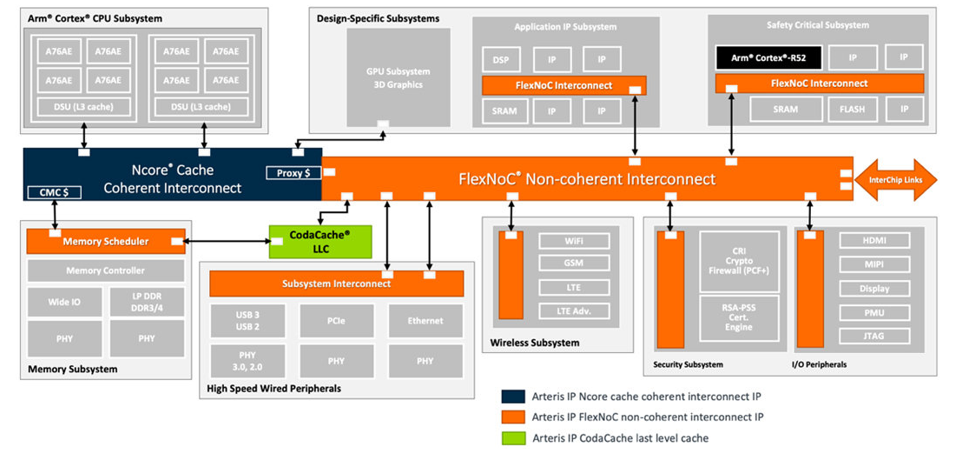 Arm® Cortex® CPU Subsystem
A76AE
A76AE
A76AE
A76AE
A76AE
A76AE
A76AE
A76AE
DSU (L3 cache)
DSU (L3 cache)
Design-Specific Subsystems
GPU Subsystem
3D Graphics
Application IP Subsystem
DSP
IP
IP
FlexNoC Interconnect
SRAM
IP
IP
Safety Critical Subsystem
Arm® Cortex®-R52
IP
IP
FlexNoC Interconnect
SRAM
FLASH
IP
Ncore® Cache
Coherent Interconnect
Proxy $
CMC $
FlexNoC® Non-coherent Interconnect
InterChip Links
Memory Scheduler
Memory Controller
Wide IO
LP DDR
DDR3/4
PHY
PHY
Memory Subsystem
CodaCache®
LLC
Subsystem Interconnect
USB 3
USB 2
PCIe
Ethernet
PHY
3.0, 2.0
PHY
PHY
High Speed Wired Peripherals
WiFi
GSM
LTE
LTE Adv.
Wireless Subsystem
CRI
Crypto
Firewall (PCF+)
RSA-PSS
Cert.
Engine
Security Subsystem
HDMI
MIPI
Display
PMU
JTAG
I/O Peripherals
Arteris IP Ncore cache coherent interconnect IP
Arteris IP FlexNoC non-coherent interconnect IP
Arteris IP CodaCache last level cache